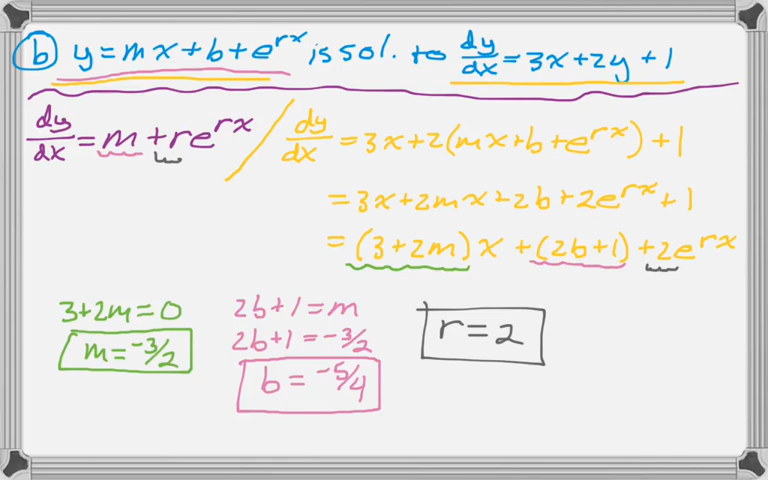 (b) y = mx + b + e^{rx} is sol. to dy/dx = 3x + 2y + 1
dy/dx = m + re^{rx} / dy/dx = 3x + 2(mx + b + e^{rx}) + 1
= 3x + 2mx + 2b + 2e^{rx} + 1
= (3 + 2m)x + (2b + 1) + 2e^{rx}
3 + 2m = 0
m = -3/2
2b + 1 = m
2b + 1 = -3/2
b = -5/4
r = 2